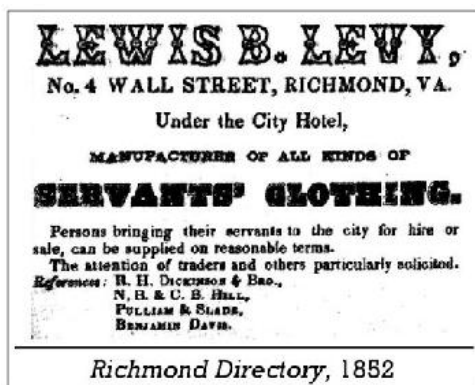 LEWIS B. LEVY,
No. 4 WALL STREET, RICHMOND, VA.
Under the City Hotel,
MANUFACTURER OF ALL KINDS OF
SERVANTS' CLOTHING.
Persons bringing their servants to the city for hire or
sale, can be supplied on reasonable terms.
The attention of traders and others particularly solicited.
References: R. H. DICKINSON & BRO.,
N. B. & C. B. HILL,
PULLIAM & SLADE,
BENJAMIN DAVIS.
Richmond Directory, 1852